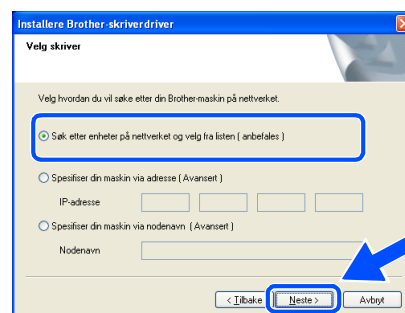 Installere Brother-skriverdriver
Velg skriver
Velg hvordan du vil søke etter din Brother-maskin på nettverket.
Søk etter enheter på nettverket og velg fra listen ( anbefales )
Spesifiser din maskin via adresse ( Avansert )
IP-adresse
Spesifiser din maskin via nodenavn ( Avansert )
Nodenavn
< Tilbake Neste > Avbryt